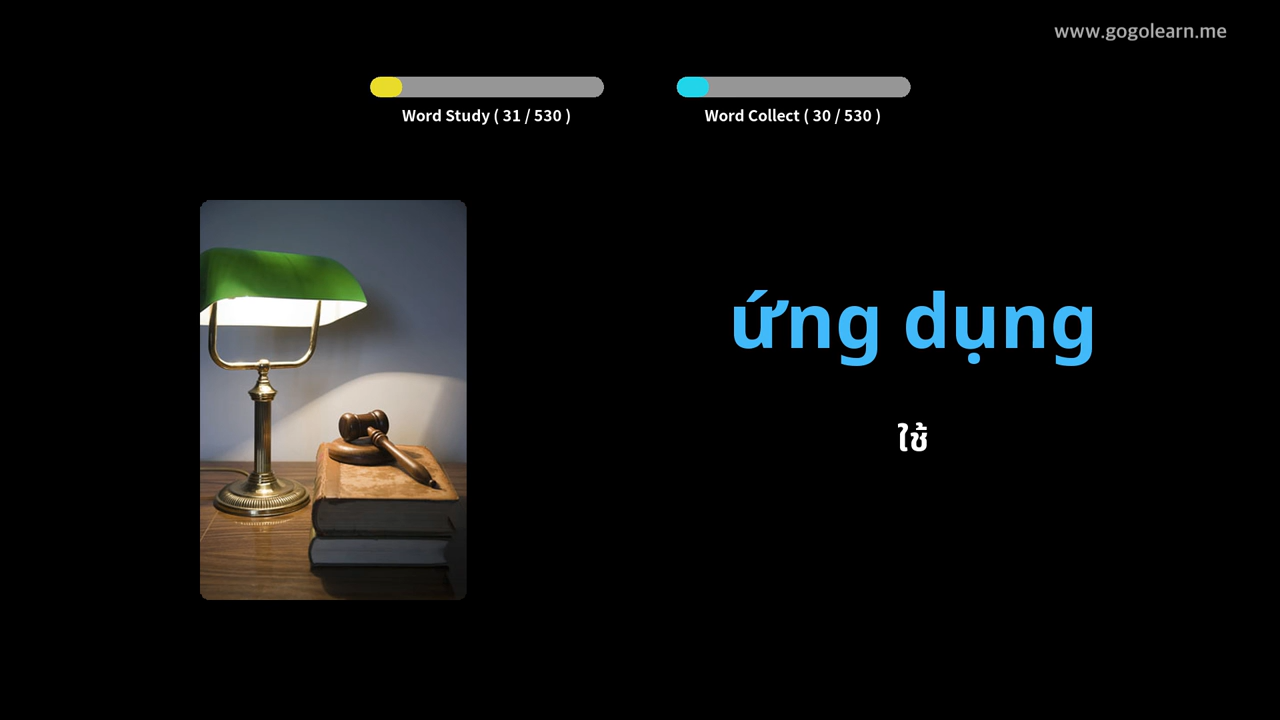 www.gogolearn.me
Word Study ( 31 / 530 )
Word Collect ( 30 / 530 )
ứng dụng
ใช้